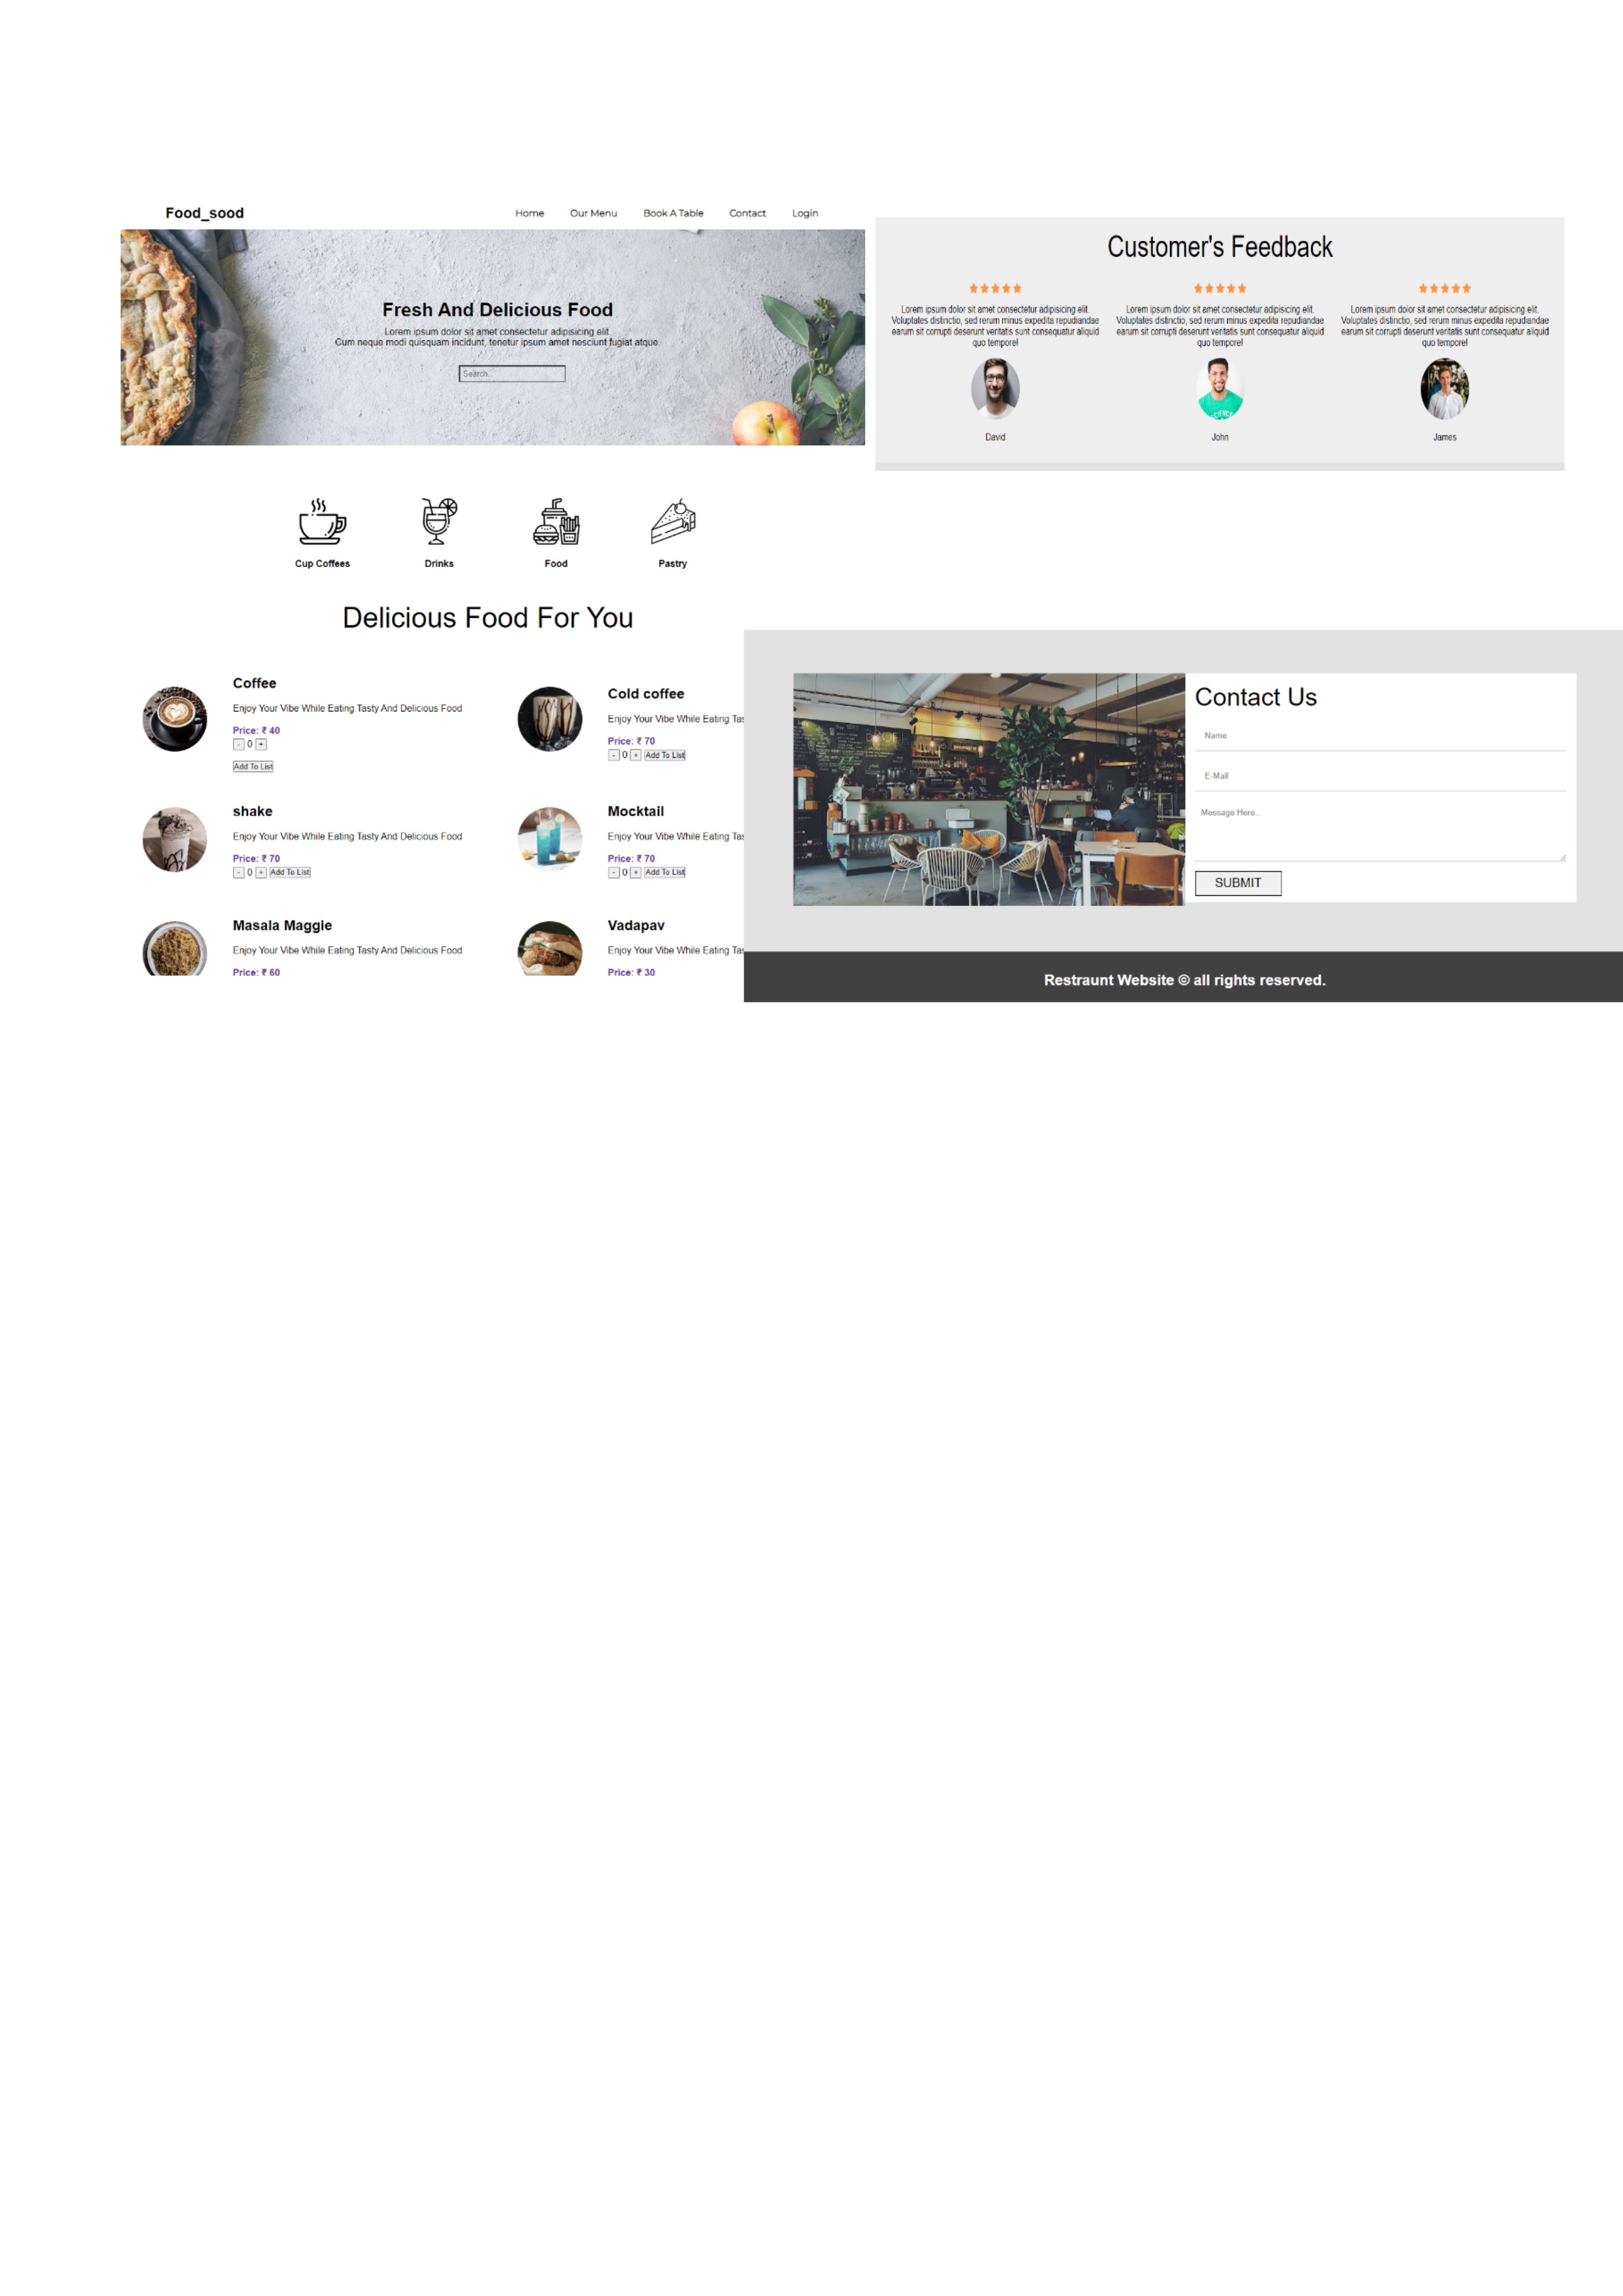 Food_sood
Home Our Menu Book A Table Contact Login
Fresh And Delicious Food
Lorem ipsum dolor sit amet consectetur adipisicing elit.
Cum neque modi quisquam incidunt, tenetur ipsum amet nesciunt fugiat atque.
Search...
Cup Coffees
Drinks
Food
Pastry
Delicious Food For You
Coffee
Enjoy Your Vibe While Eating Tasty And Delicious Food
Price: ₹ 40
- 0 +
Add To List
Cold coffee
Enjoy Your Vibe While Eating Tas
Price: ₹ 70
- 0 + Add To List
shake
Enjoy Your Vibe While Eating Tasty And Delicious Food
Price: ₹ 70
- 0 + Add To List
Mocktail
Enjoy Your Vibe While Eating Tas
Price: ₹ 70
- 0 + Add To List
Masala Maggie
Enjoy Your Vibe While Eating Tasty And Delicious Food
Price: ₹ 60
Vadapav
Enjoy Your Vibe While Eating Tas
Price: ₹ 30
Customer's Feedback
Lorem ipsum dolor sit amet consectetur adipisicing elit.
Voluptates distinctio, sed rerum minus expedita repudiandae
earum sit corrupti deserunt veritatis sunt consequatur aliquid
quo tempore!
David
Lorem ipsum dolor sit amet consectetur adipisicing elit.
Voluptates distinctio, sed rerum minus expedita repudiandae
earum sit corrupti deserunt veritatis sunt consequatur aliquid
quo tempore!
John
Lorem ipsum dolor sit amet consectetur adipisicing elit.
Voluptates distinctio, sed rerum minus expedita repudiandae
earum sit corrupti deserunt veritatis sunt consequatur aliquid
quo tempore!
James
Contact Us
Name
E-Mail
Message Here...
SUBMIT
Restraunt Website © all rights reserved.